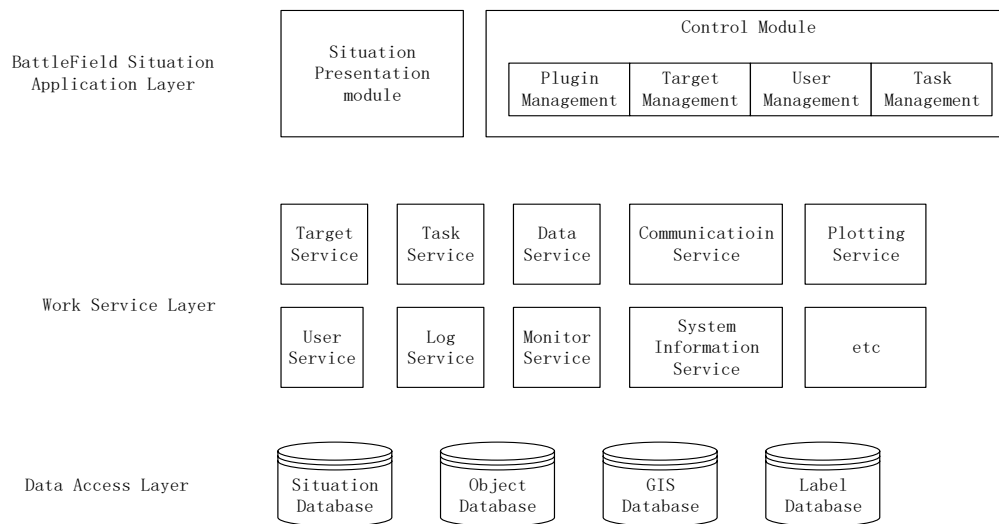 BattleField Situation
Application Layer
Situation
Presentation
module
Control Module
Plugin
Management
Target
Management
User
Management
Task
Management
Work Service Layer
Target
Service
Task
Service
Data
Service
Communicatioin
Service
Plotting
Service
User
Service
Log
Service
Monitor
Service
System
Information
Service
etc
Data Access Layer
Situation
Database
Object
Database
GIS
Database
Label
Database